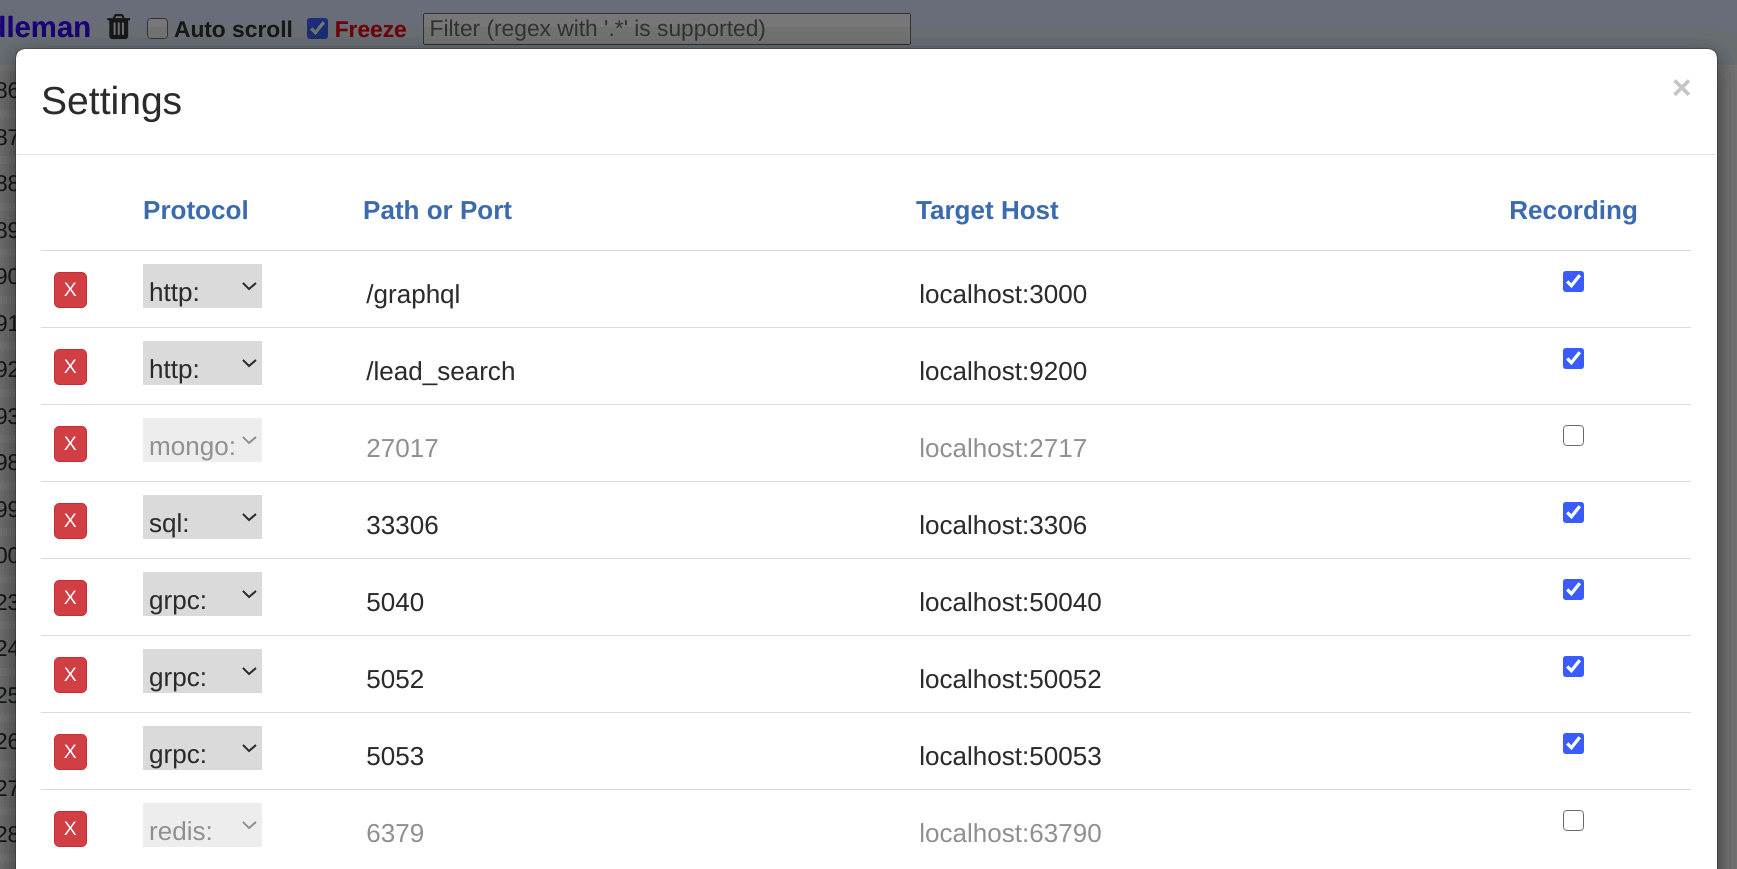 dleman Auto scroll Freeze Filter (regex with '.*' is supported)
Settings ×
Protocol Path or Port Target Host Recording
X http: /graphql localhost:3000
X http: /lead_search localhost:9200
X mongo: 27017 localhost:2717
X sql: 33306 localhost:3306
X grpc: 5040 localhost:50040
X grpc: 5052 localhost:50052
X grpc: 5053 localhost:50053
X redis: 6379 localhost:63790